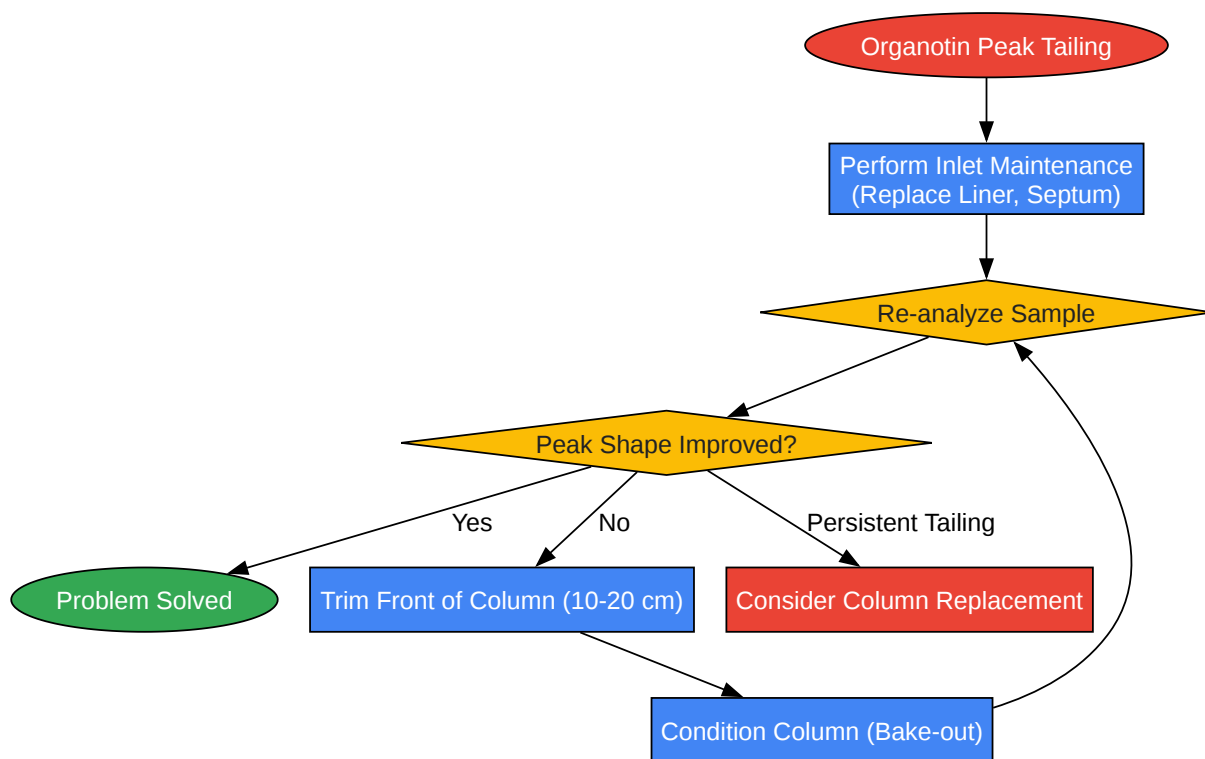 Organotin Peak Tailing
Perform Inlet Maintenance
(Replace Liner, Septum)
Re-analyze Sample
Peak Shape Improved?
Yes
No
Persistent Tailing
Problem Solved
Trim Front of Column (10-20 cm)
Consider Column Replacement
Condition Column (Bake-out)